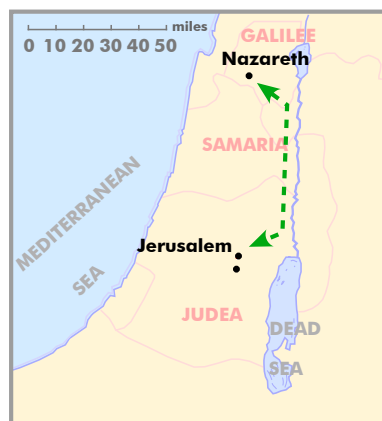 miles
0 10 20 30 40 50
GALILEE
Nazareth
SAMARIA
MEDITERRANEAN
SEA
Jerusalem
JUDEA
DEAD
SEA